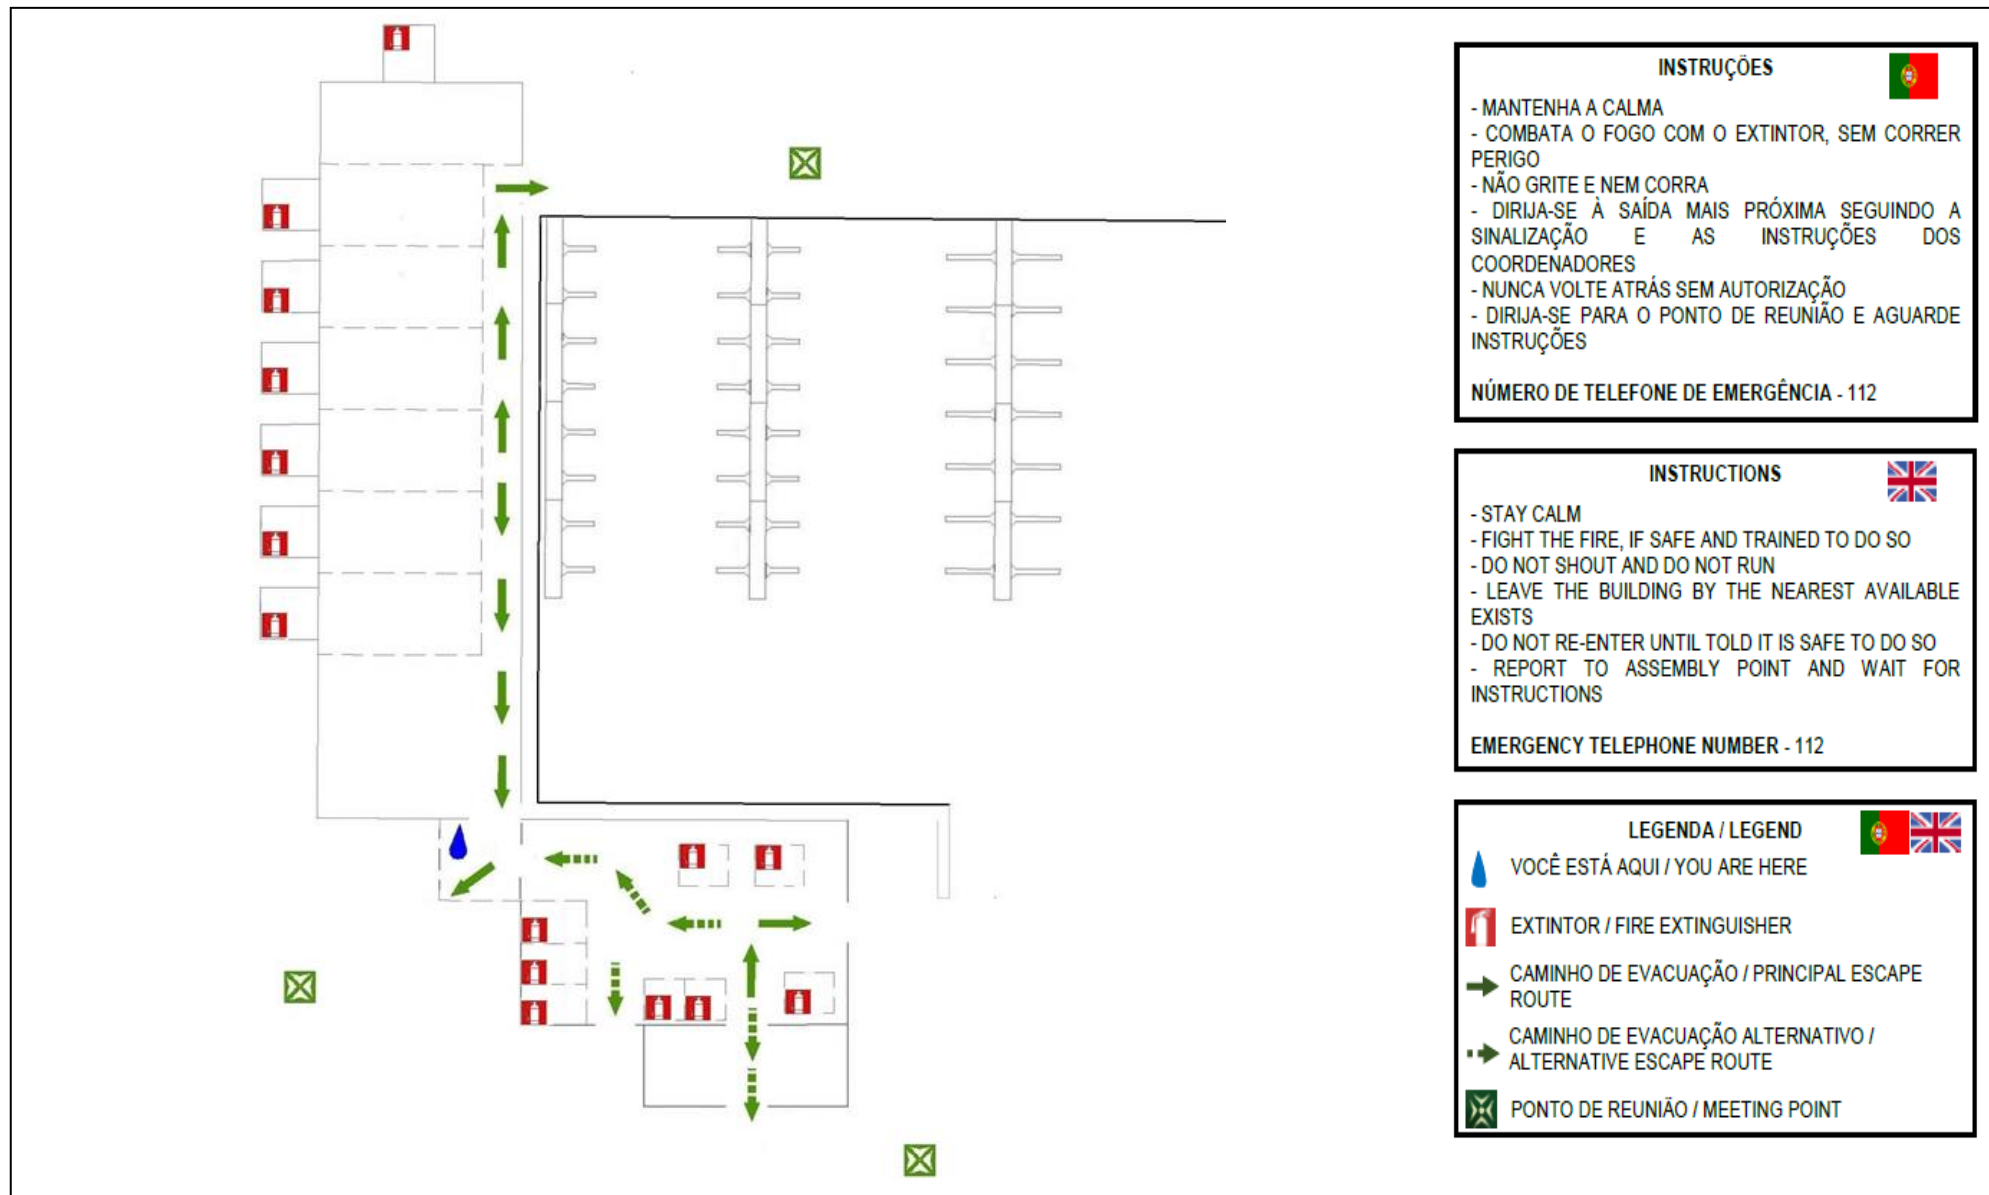 INSTRUÇÕES
- MANTENHA A CALMA
- COMBATA O FOGO COM O EXTINTOR, SEM CORRER
PERIGO
- NÃO GRITE E NEM CORRA
- DIRIJA-SE À SAÍDA MAIS PRÓXIMA SEGUINDO A
SINALIZAÇÃO E AS INSTRUÇÕES DOS
COORDENADORES
- NUNCA VOLTE ATRÁS SEM AUTORIZAÇÃO
- DIRIJA-SE PARA O PONTO DE REUNIÃO E AGUARDE
INSTRUÇÕES
NÚMERO DE TELEFONE DE EMERGÊNCIA - 112
INSTRUCTIONS
- STAY CALM
- FIGHT THE FIRE, IF SAFE AND TRAINED TO DO SO
- DO NOT SHOUT AND DO NOT RUN
- LEAVE THE BUILDING BY THE NEAREST AVAILABLE
EXISTS
- DO NOT RE-ENTER UNTIL TOLD IT IS SAFE TO DO SO
- REPORT TO ASSEMBLY POINT AND WAIT FOR
INSTRUCTIONS
EMERGENCY TELEPHONE NUMBER - 112
LEGENDA / LEGEND
VOCÊ ESTÁ AQUI / YOU ARE HERE
EXTINTOR / FIRE EXTINGUISHER
CAMINHO DE EVACUAÇÃO / PRINCIPAL ESCAPE
ROUTE
CAMINHO DE EVACUAÇÃO ALTERNATIVO /
ALTERNATIVE ESCAPE ROUTE
PONTO DE REUNIÃO / MEETING POINT